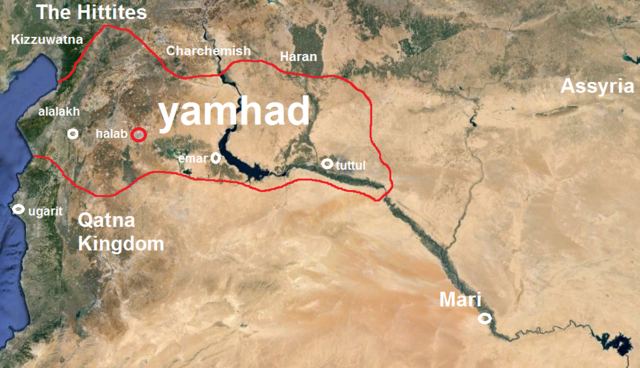 The Hittites
Kizzuwatna
Charchemish
Haran
Assyria
alalakh
yamhad
halab
emar
tuttul
ugarit
Qatna
Kingdom
Mari